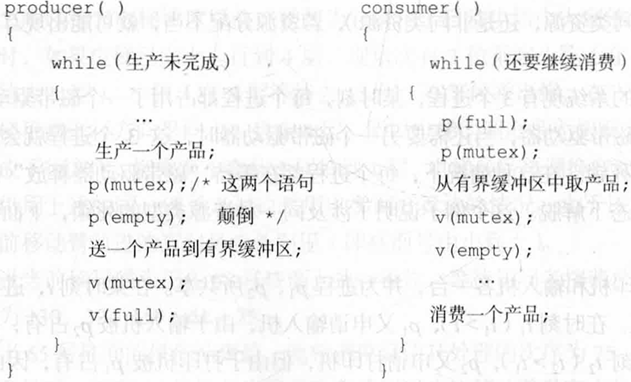 producer( )
{
while(生产未完成)
{
…
生产一个产品;
p(mutex);/* 这两个语句
p(empty);/* 颠倒 */
送一个产品到有界缓冲区;
v(mutex);
v(full);
}
}
consumer( )
{
while(还要继续消费)
{
p(full);
p(mutex);
从有界缓冲区中取产品;
v(mutex);
v(empty);
…
消费一个产品;
}
}